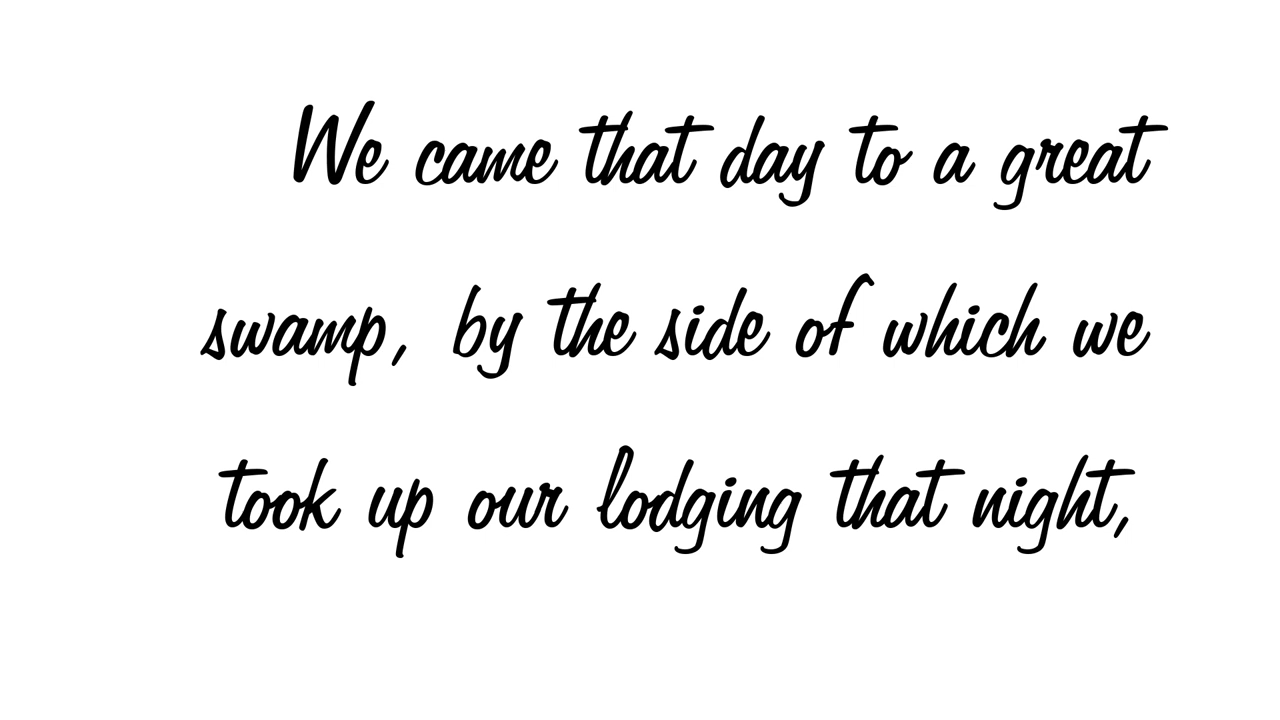 We came that day to a great
swamp, by the side of which we
took up our lodging that night,